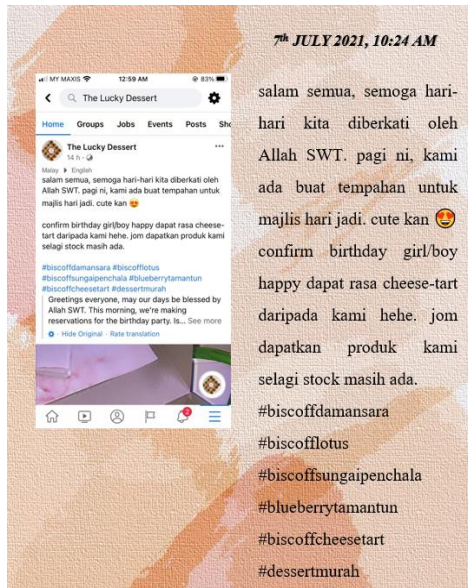 7th JULY 2021, 10:24 AM
MY MAXIS 12:59 AM @ 83%
The Lucky Dessert
Home Groups Jobs Events Posts Sho
The Lucky Dessert
14 h ·
Malay ▸ English
salam semua, semoga hari-hari kita diberkati oleh
Allah SWT. pagi ni, kami ada buat tempahan untuk
majlis hari jadi. cute kan 😍
confirm birthday girl/boy happy dapat rasa cheese-
tart daripada kami hehe. jom dapatkan produk kami
selagi stock masih ada.
#biscoffdamansara #biscofflotus
#biscoffsungaipenchala #blueberrytamantun
#biscoffcheesetart #dessertmurah
Greetings everyone, may our days be blessed by
Allah SWT. This morning, we're making
reservations for the birthday party. Is... See more
· Hide Original · Rate translation
2
salam semua, semoga hari-
hari kita diberkati oleh
Allah SWT. pagi ni, kami
ada buat tempahan untuk
majlis hari jadi. cute kan 😍
confirm birthday girl/boy
happy dapat rasa cheese-tart
daripada kami hehe. jom
dapatkan produk kami
selagi stock masih ada.
#biscoffdamansara
#biscofflotus
#biscoffsungaipenchala
#blueberrytamantun
#biscoffcheesetart
#dessertmurah